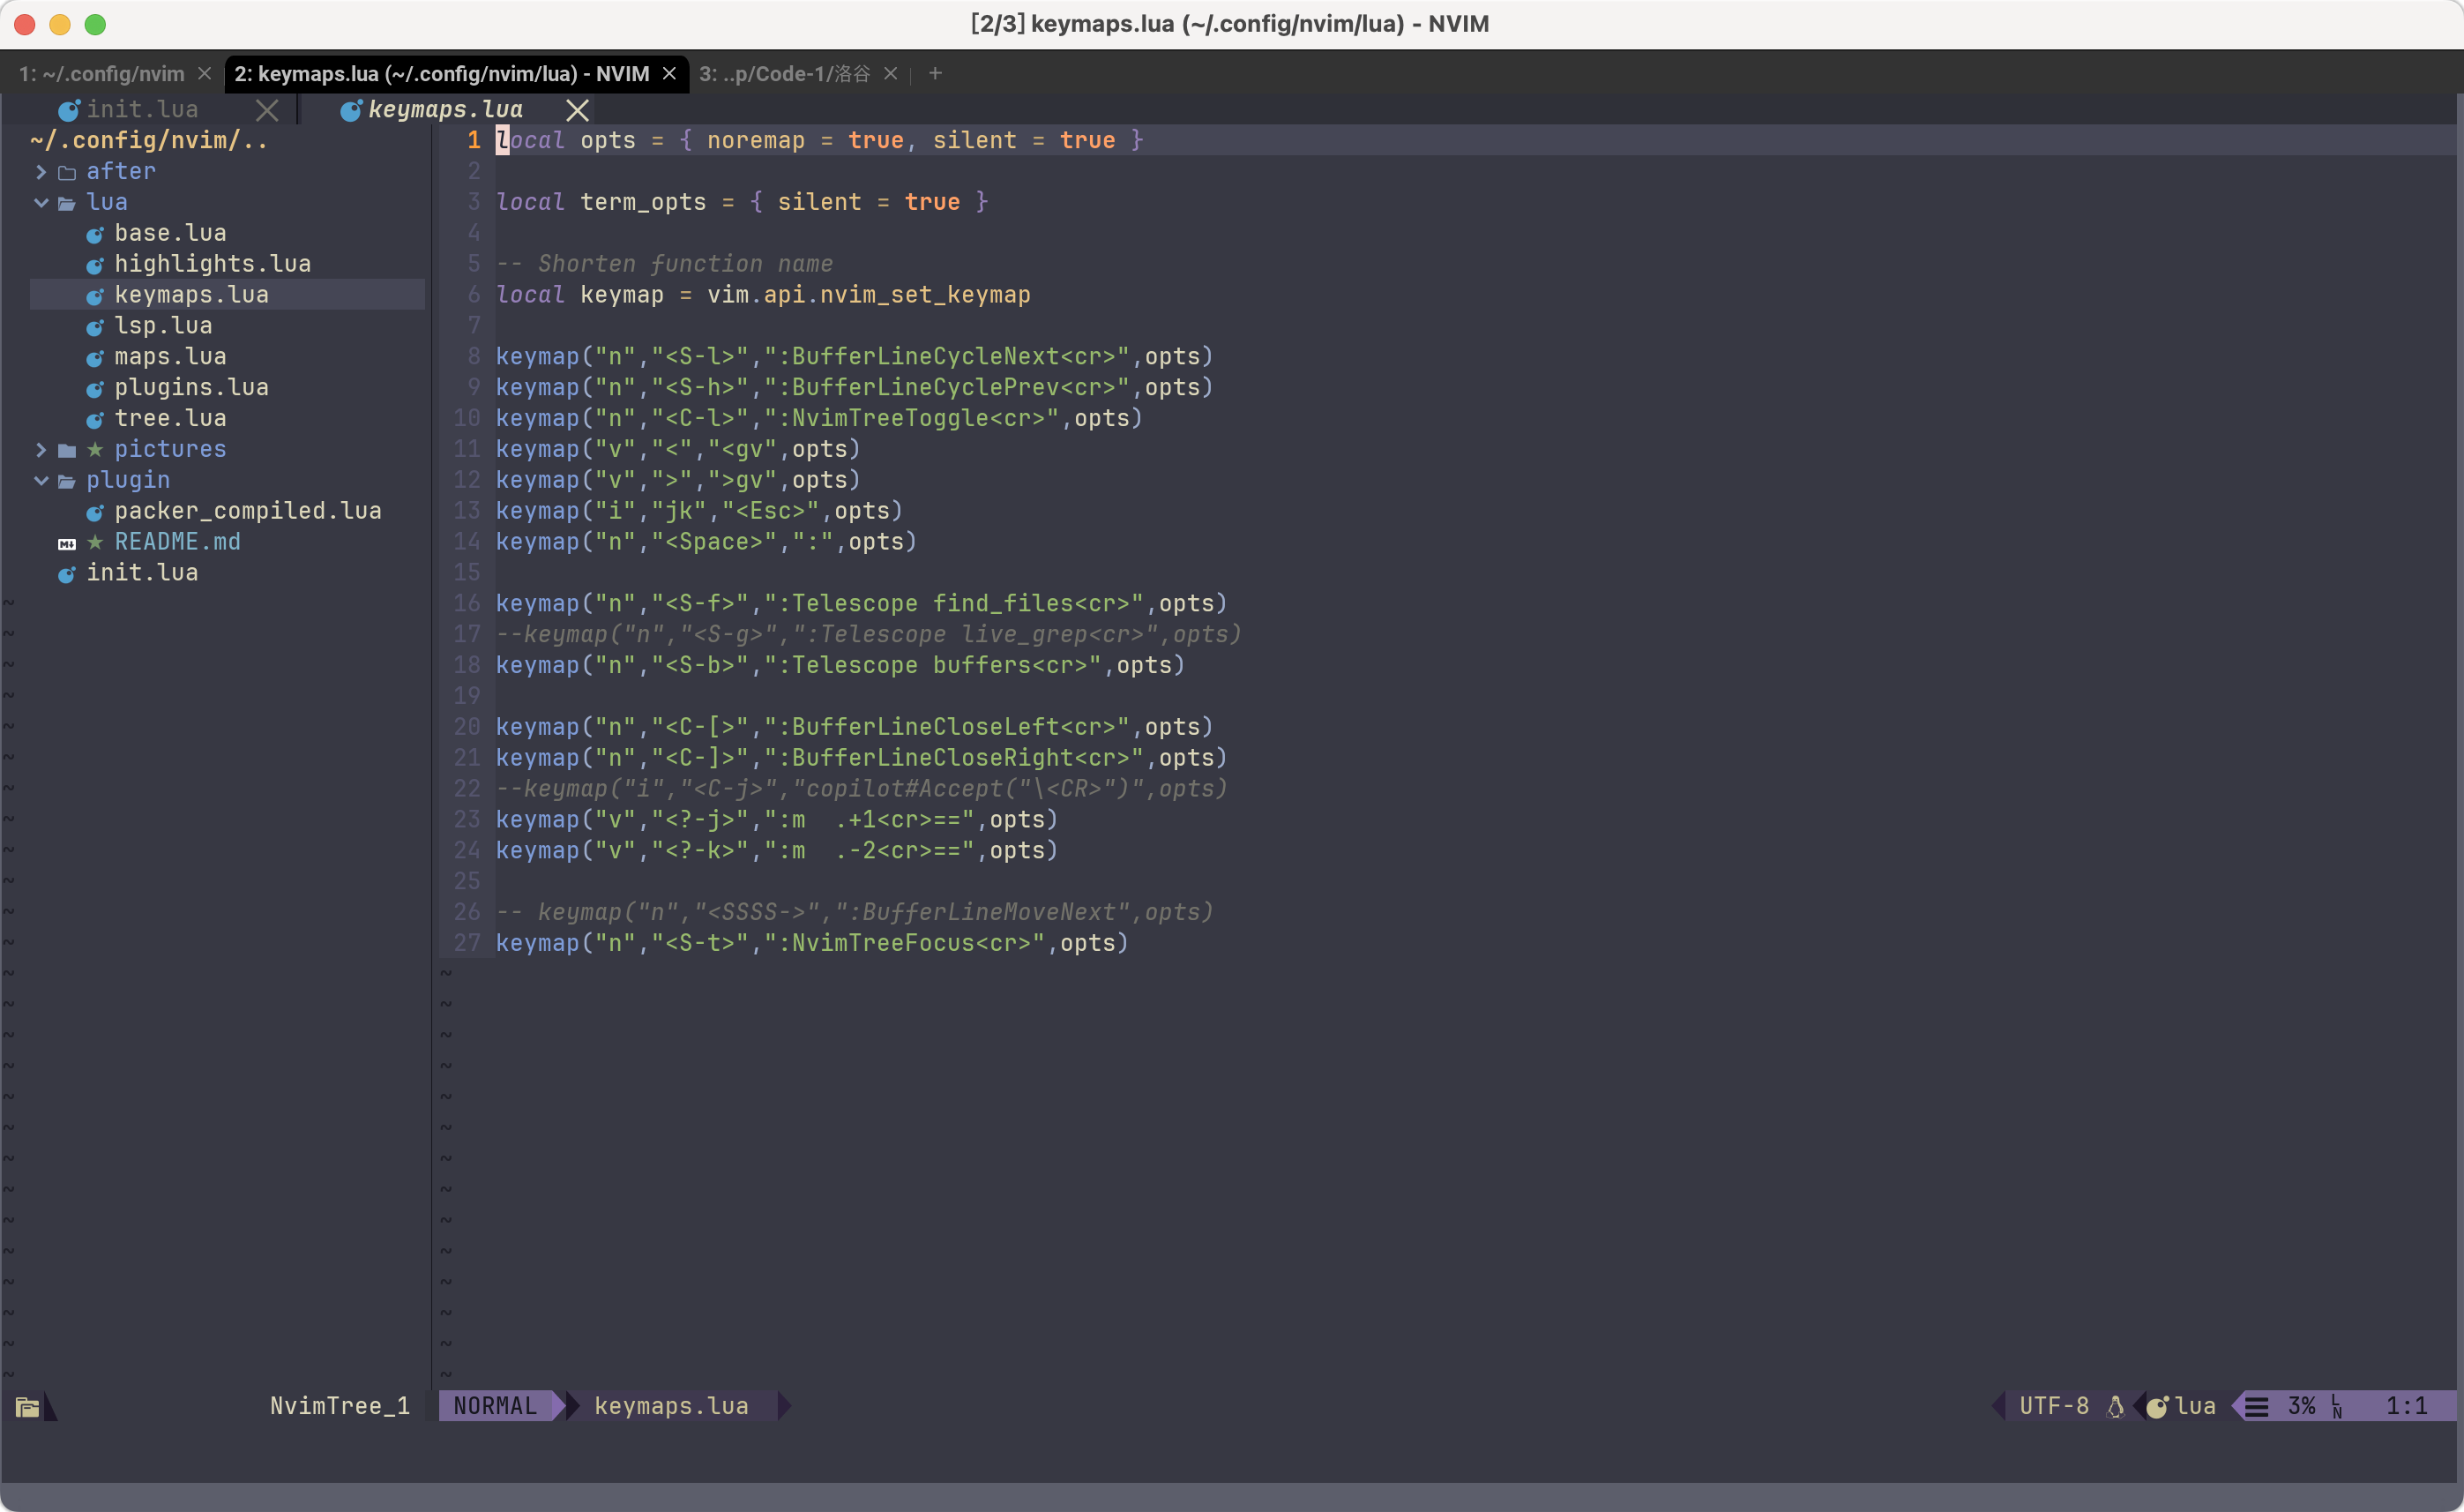 [2/3] keymaps.lua (~/.config/nvim/lua) - NVIM
1: ~/.config/nvim × 2: keymaps.lua (~/.config/nvim/lua) - NVIM × 3: ..p/Code-1/洛谷 × +
init.lua keymaps.lua
~/.config/nvim/..
after
lua
base.lua
highlights.lua
keymaps.lua
lsp.lua
maps.lua
plugins.lua
tree.lua
★ pictures
plugin
packer_compiled.lua
M↓ ★ README.md
init.lua
1 local opts = { noremap = true, silent = true }
2
3 local term_opts = { silent = true }
4
5 -- Shorten function name
6 local keymap = vim.api.nvim_set_keymap
7
8 keymap("n","<S-l>",":BufferLineCycleNext<cr>",opts)
9 keymap("n","<S-h>",":BufferLineCyclePrev<cr>",opts)
10 keymap("n","<C-l>",":NvimTreeToggle<cr>",opts)
11 keymap("v","<","<gv",opts)
12 keymap("v",">",">gv",opts)
13 keymap("i","jk","<Esc>",opts)
14 keymap("n","<Space>",":",opts)
15
16 keymap("n","<S-f>",":Telescope find_files<cr>",opts)
17 --keymap("n","<S-g>",":Telescope live_grep<cr>",opts)
18 keymap("n","<S-b>",":Telescope buffers<cr>",opts)
19
20 keymap("n","<C-[>",":BufferLineCloseLeft<cr>",opts)
21 keymap("n","<C-]>",":BufferLineCloseRight<cr>",opts)
22 --keymap("i","<C-j>","copilot#Accept("\<CR>")",opts)
23 keymap("v","<?-j>",":m  .+1<cr>==",opts)
24 keymap("v","<?-k>",":m  .-2<cr>==",opts)
25
26 -- keymap("n","<SSSS->",":BufferLineMoveNext",opts)
27 keymap("n","<S-t>",":NvimTreeFocus<cr>",opts)
NvimTree_1 NORMAL keymaps.lua UTF-8 lua 3% LN 1:1